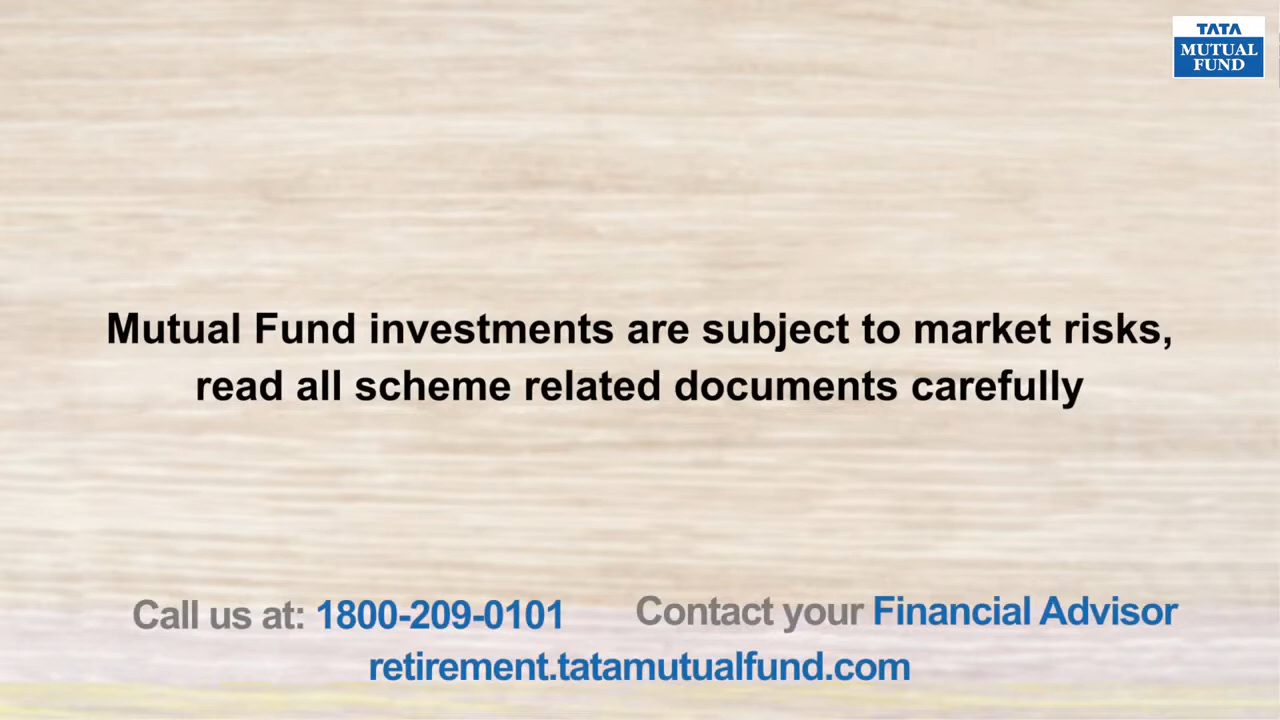 TATA
MUTUAL
FUND
Mutual Fund investments are subject to market risks,
read all scheme related documents carefully
Call us at: 1800-209-0101
Contact your Financial Advisor
retirement.tatamutualfund.com